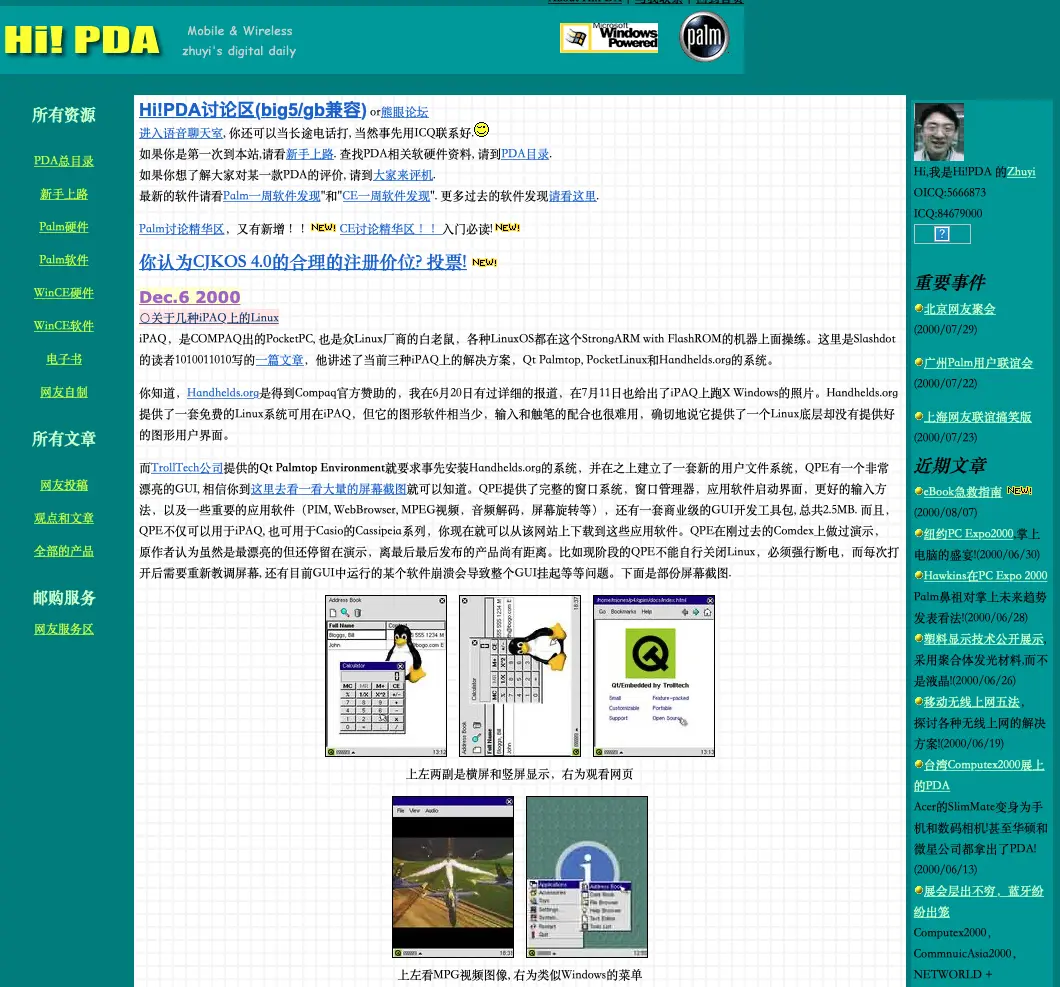 Hi! PDA
Mobile & Wireless
zhuyi's digital daily
Microsoft
Windows
Powered
palm
所有资源
PDA总目录
新手上路
Palm硬件
Palm软件
WinCE硬件
WinCE软件
电子书
网友自制
所有文章
网友投稿
观点和文章
全部的产品
邮购服务
网友服务区
Hi!PDA讨论区(big5/gb兼容) or熊眼论坛
进入语音聊天室, 你还可以当长途电话打, 当然事先用ICQ联系好.
如果你是第一次到本站,请看新手上路. 查找PDA相关软硬件资料, 请到PDA目录.
如果你想了解大家对某一款PDA的评价, 请到大家来评机.
最新的软件请看Palm一周软件发现"和"CE一周软件发现". 更多过去的软件发现请看这里.
Palm讨论精华区，又有新增！！NEW! CE讨论精华区！！入门必读! NEW!
你认为CJKOS 4.0的合理的注册价位? 投票! NEW!
Dec.6 2000
○关于几种iPAQ上的Linux
iPAQ，是COMPAQ出的PocketPC, 也是众Linux厂商的白老鼠，各种LinuxOS都在这个StrongARM with FlashROM的机器上面操练。这里是Slashdot
的读者1010011010写的一篇文章，他讲述了当前三种iPAQ上的解决方案，Qt Palmtop, PocketLinux和Handhelds.org的系统。
你知道，Handhelds.org是得到Compaq官方赞助的，我在6月20日有过详细的报道，在7月11日也给出了iPAQ上跑X Windows的照片。Handhelds.org
提供了一套免费的Linux系统可用在iPAQ，但它的图形软件相当少，输入和触笔的配合也很难用，确切地说它提供了一个Linux底层却没有提供好
的图形用户界面。
而TrollTech公司提供的Qt Palmtop Environment就要求事先安装Handhelds.org的系统，并在之上建立了一套新的用户文件系统，QPE有一个非常
漂亮的GUI, 相信你到这里去看一看大量的屏幕截图就可以知道。QPE提供了完整的窗口系统，窗口管理器，应用软件启动界面，更好的输入方
法，以及一些重要的应用软件（PIM, WebBrowser, MPEG视频，音频解码，屏幕旋转等），还有一套商业级的GUI开发工具包, 总共2.5MB. 而且，
QPE不仅可以用于iPAQ, 也可用于Casio的Cassipeia系列，你现在就可以从该网站上下载到这些应用软件。QPE在刚过去的Comdex上做过演示，
原作者认为虽然是最漂亮的但还停留在演示，离最后最后发布的产品尚有距离。比如现阶段的QPE不能自行关闭Linux，必须强行断电，而每次打
开后需要重新教调屏幕, 还有目前GUI中运行的某个软件崩溃会导致整个GUI挂起等等问题。下面是部份屏幕截图.
Address Book
Full Name
Bloggs, Bill
John
Calculator
13:12
Go Bookmarks Help
Qt/Embedded by Trolltech
Small Feature-packed
Customizable Portable
Support Open Source
13:13
上左两副是横屏和竖屏显示，右为观看网页
File View Audio
Applications
Address Book
上左看MPG视频图像, 右为类似Windows的菜单
Hi,我是Hi!PDA 的Zhuyi
OICQ:5666873
ICQ:84679000
重要事件
北京网友聚会
(2000/07/29)
广州Palm用户联谊会
(2000/07/22)
上海网友联谊搞笑版
(2000/07/23)
近期文章
eBook急救指南 NEW!
(2000/08/07)
纽约PC Expo2000,掌上
电脑的盛宴!(2000/06/30)
Hawkins在PC Expo 2000
Palm鼻祖对掌上未来趋势
发表看法!(2000/06/28)
塑料显示技术公开展示
采用聚合体发光材料,而不
是液晶!(2000/06/26)
移动无线上网五法，
探讨各种无线上网的解决
方案!(2000/06/19)
台湾Computex2000展上
的PDA
Acer的SlimMate变身为手
机和数码相机!甚至华硕和
微星公司都拿出了PDA!
(2000/06/13)
展会层出不穷，蓝牙纷
纷出笼
Computex2000，
CommnuicAsia2000、
NETWORLD +